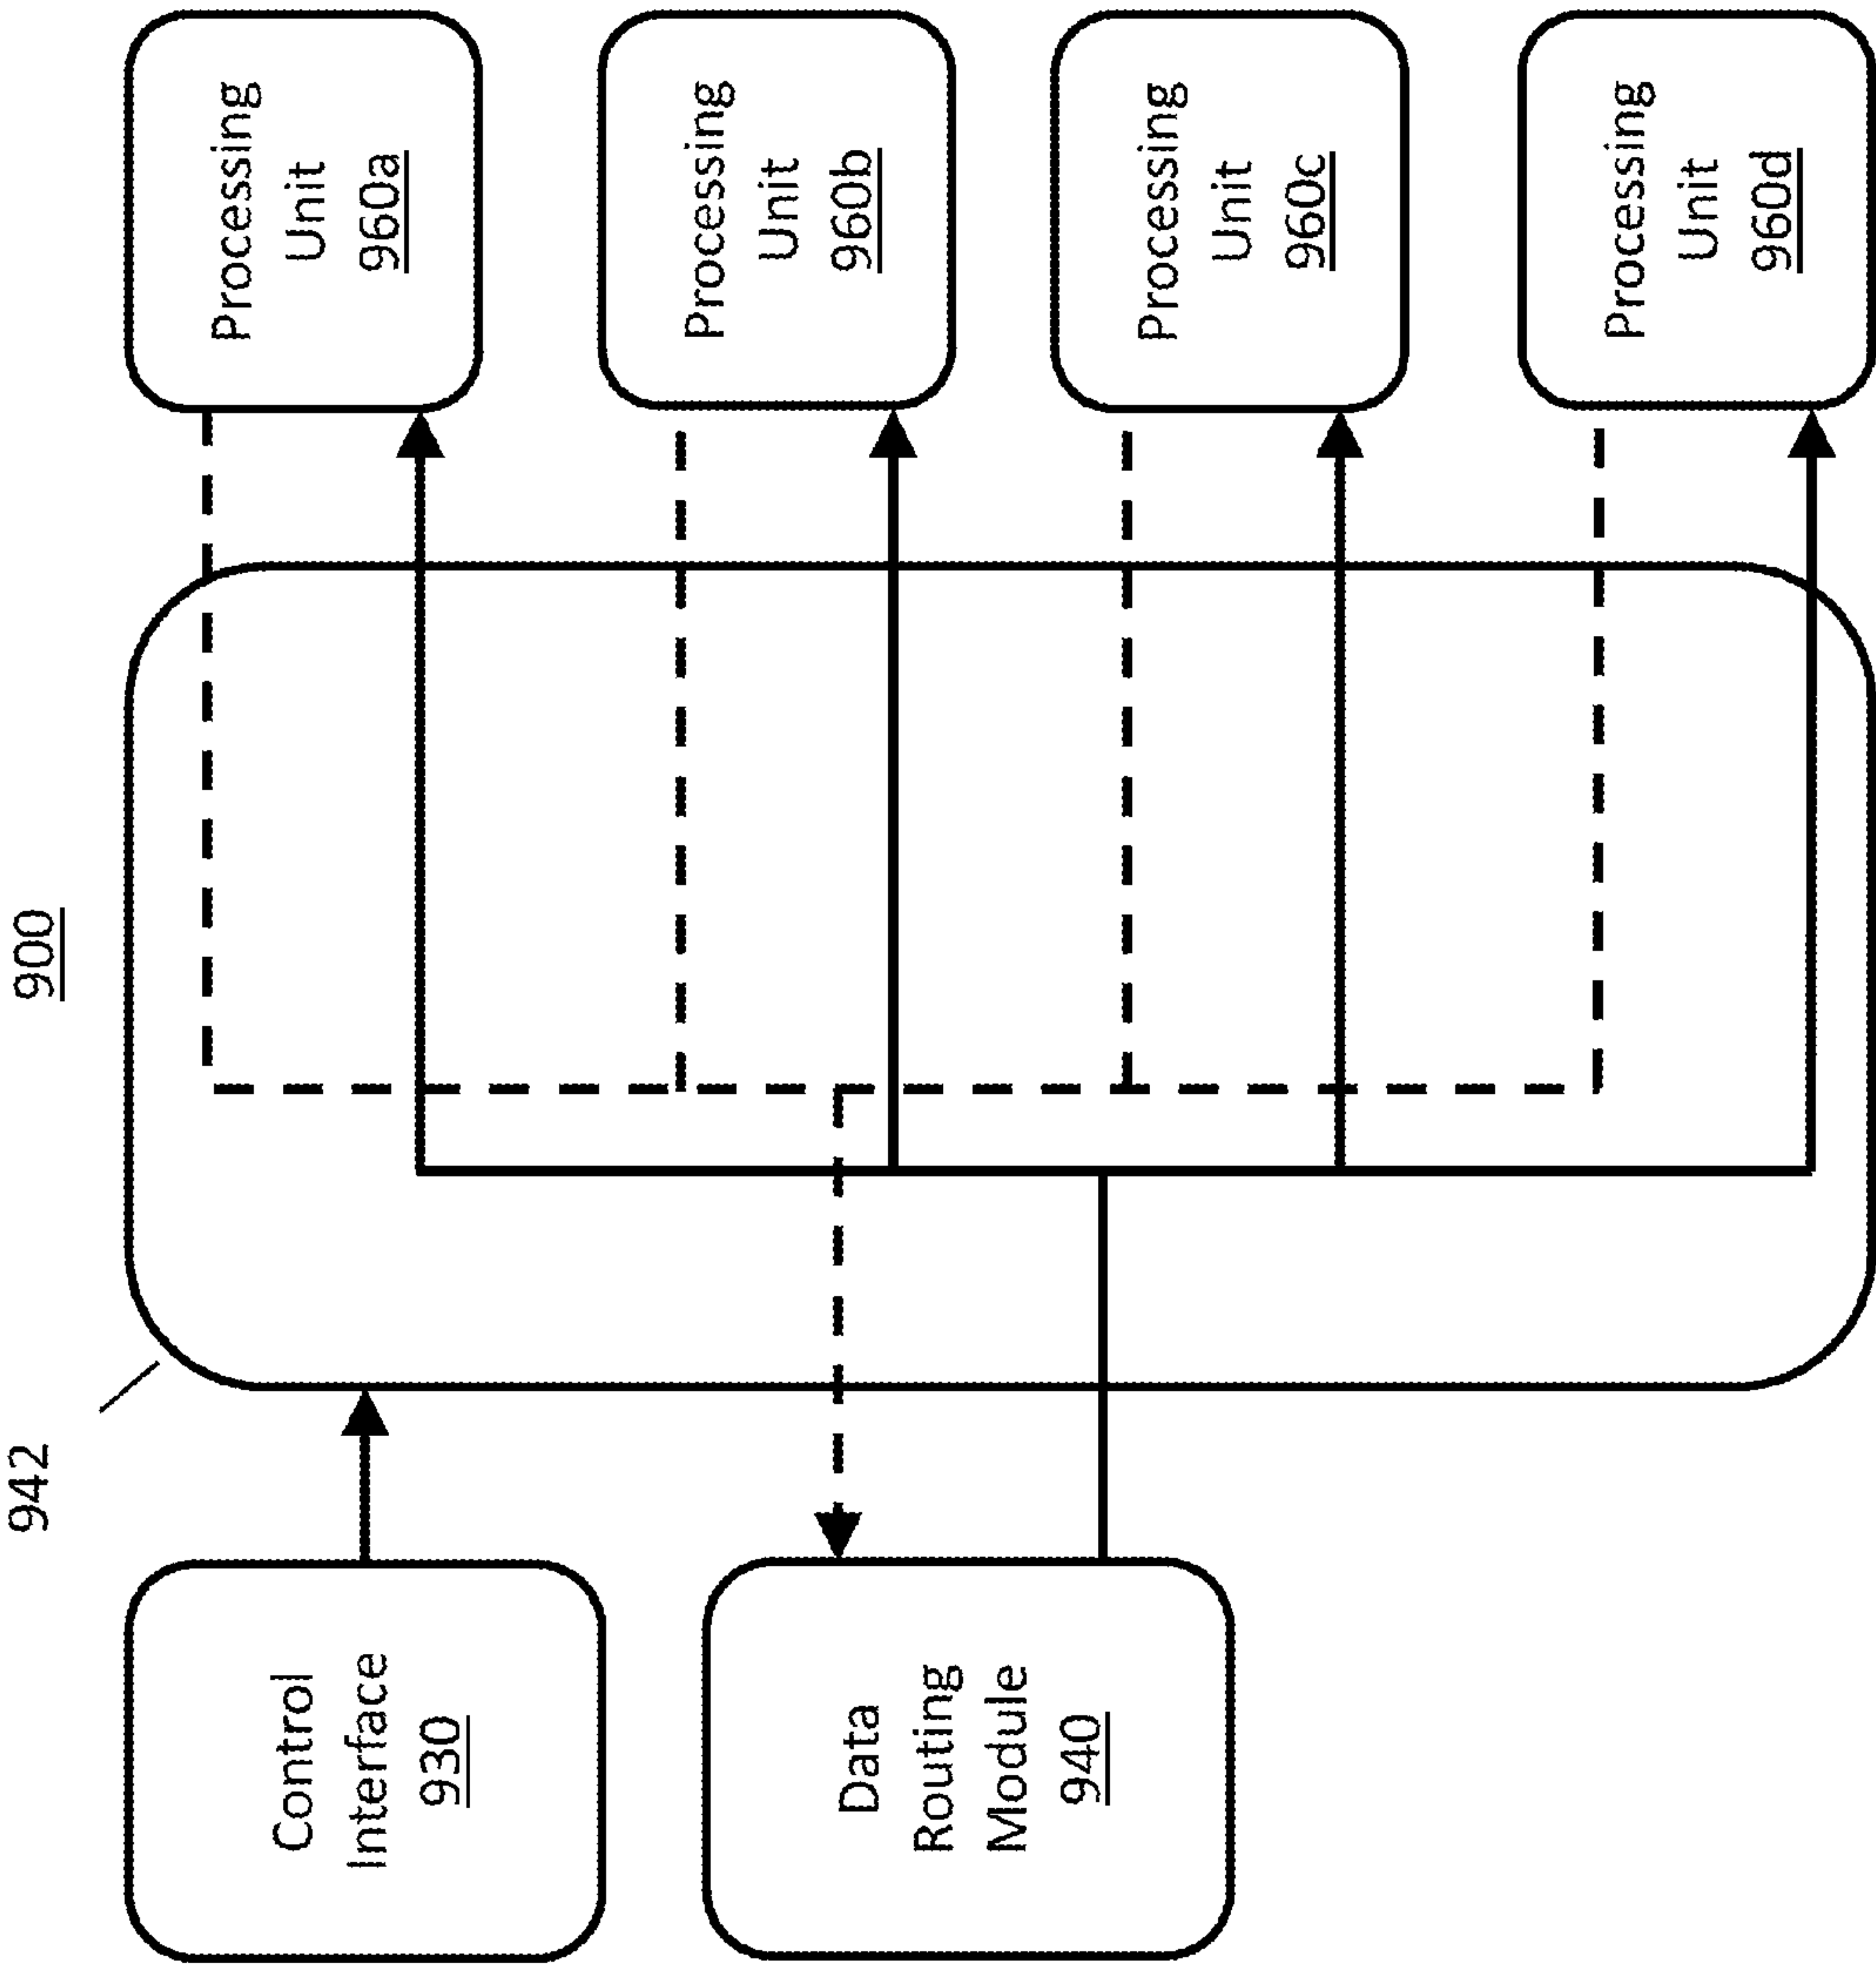 900
942
Control
Interface
930
Data
Routing
Module
940
Processing
Unit
960a
Processing
Unit
960b
Processing
Unit
960c
Processing
Unit
960d